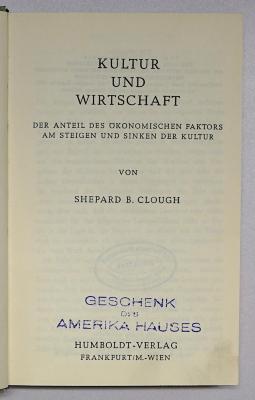 KULTUR
UND
WIRTSCHAFT
DER ANTEIL DES ÖKONOMISCHEN FAKTORS
AM STEIGEN UND SINKEN DER KULTUR
VON
SHEPARD B. CLOUGH
GESCHENK
DES
AMERIKA HAUSES
HUMBOLDT-VERLAG
FRANKFURT/M.-WIEN